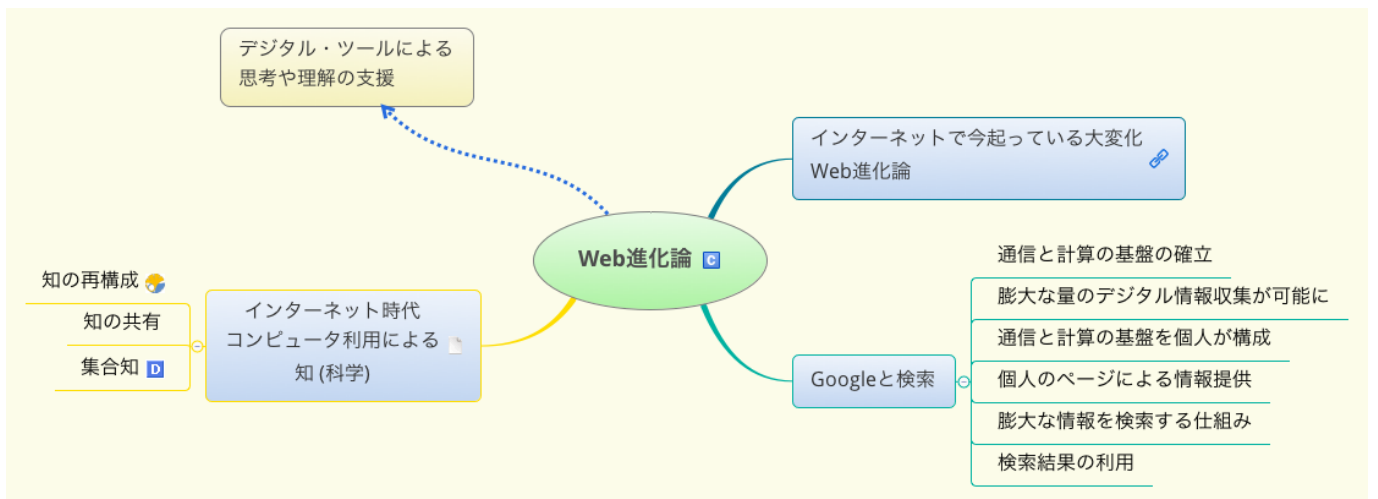 デジタル・ツールによる
思考や理解の支援
インターネットで今起っている大変化
Web進化論
Web進化論 C
通信と計算の基盤の確立
膨大な量のデジタル情報収集が可能に
通信と計算の基盤を個人が構成
個人のページによる情報提供
膨大な情報を検索する仕組み
検索結果の利用
Googleと検索
知の再構成
知の共有
集合知 D
インターネット時代
コンピュータ利用による
知 (科学)